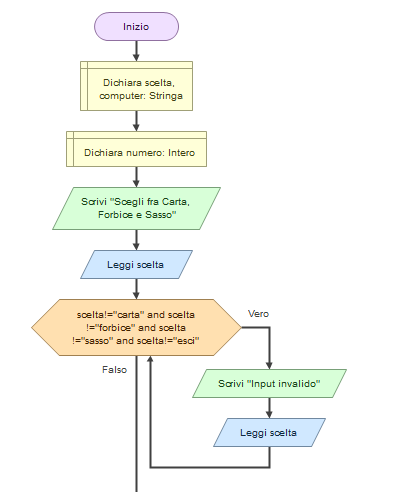 Inizio
Dichiara scelta,
computer: Stringa
Dichiara numero: Intero
Scrivi "Scegli fra Carta,
Forbice e Sasso"
Leggi scelta
scelta!="carta" and scelta
!="forbice" and scelta
!="sasso" and scelta!="esci"
Vero
Falso
Scrivi "Input invalido"
Leggi scelta